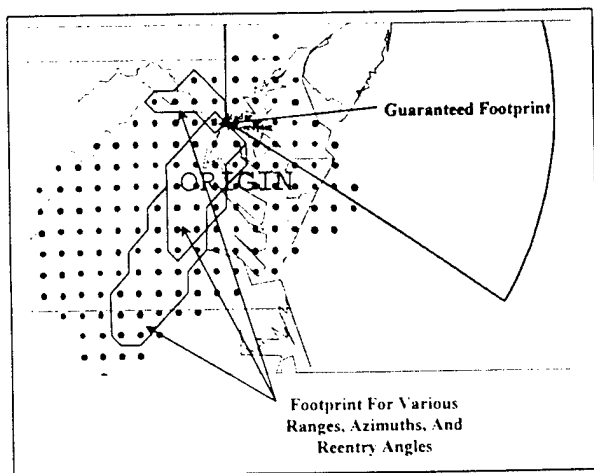 Guaranteed Footprint
ORIGIN
Footprint For Various
Ranges, Azimuths, And
Reentry Angles